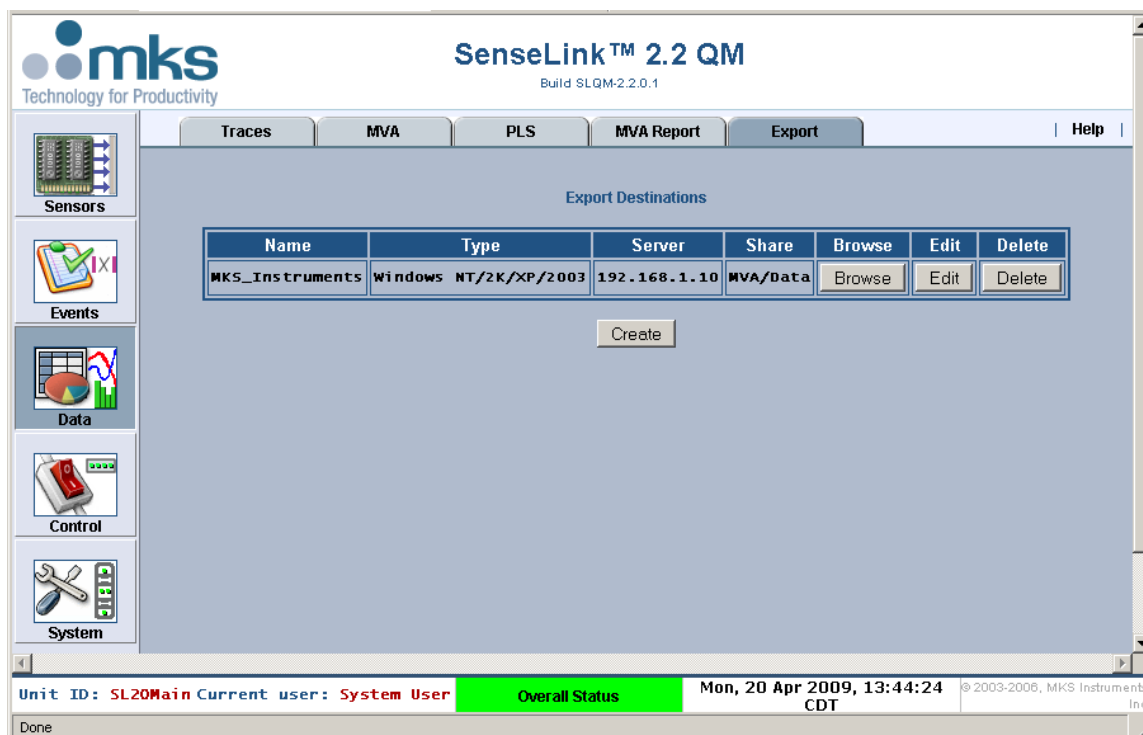 mks
Technology for Productivity
SenseLink™ 2.2 QM
Build SLQM-2.2.0.1
Traces MVA PLS MVA Report Export | Help |
Sensors
Events
Data
Control
System
Export Destinations
Name Type Server Share Browse Edit Delete
MKS_Instruments Windows NT/2K/XP/2003 192.168.1.10 MVA/Data Browse Edit Delete
Create
Unit ID: SL20Main Current user: System User Overall Status Mon, 20 Apr 2009, 13:44:24 CDT
© 2003-2006, MKS Instrument
In
Done